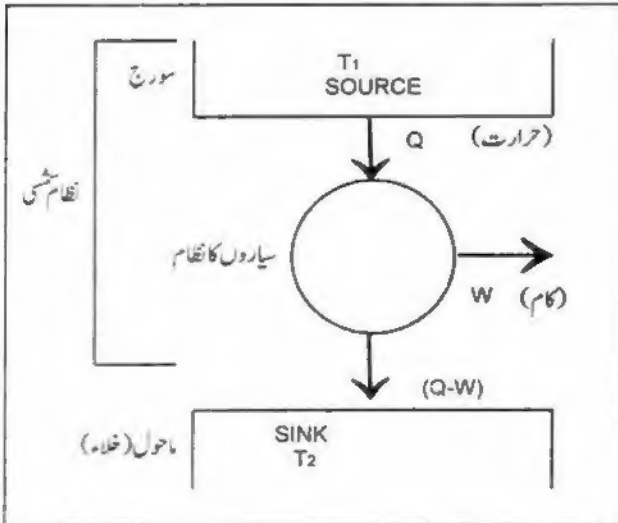 سورج
T1
SOURCE
Q
(حرارت)
نظام شمسی
سیاروں کا نظام
W
(کام)
(Q-W)
ماحول (خلاء)
SINK
T2